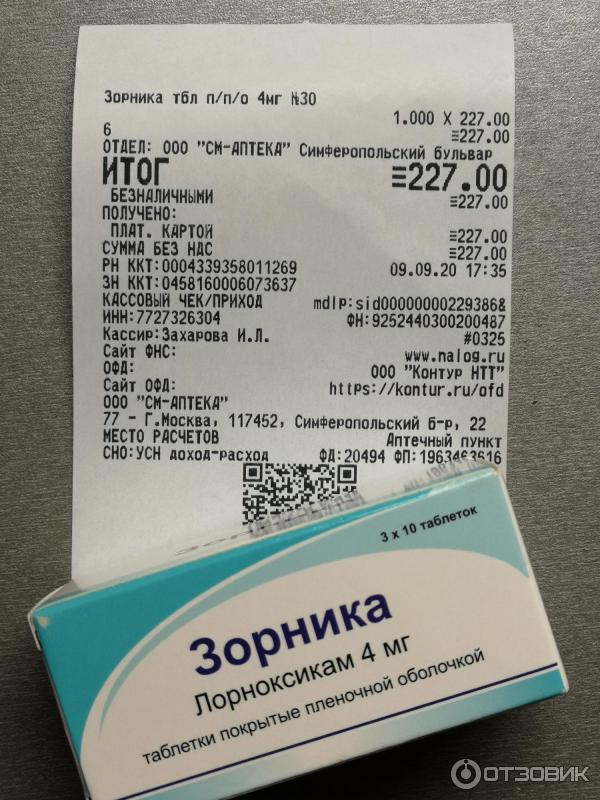 Зорника тбл п/п/о 4мг №30
1.000 X 227.00
6 ≡227.00
ОТДЕЛ: ООО "СМ-АПТЕКА" Симферопольский бульвар
ИТОГ ≡227.00
БЕЗНАЛИЧНЫМИ ≡227.00
ПОЛУЧЕНО:
ПЛАТ. КАРТОЙ ≡227.00
СУММА БЕЗ НДС ≡227.00
РН ККТ:0004339358011269 09.09.20 17:35
ЗН ККТ:0458160006073637
КАССОВЫЙ ЧЕК/ПРИХОД mdlp:sid00000000229386&
ИНН:7727326304 ФН:9252440300200487
Кассир:Захарова И.Л. #0325
Сайт ФНС: www.nalog.ru
ОФД: ООО "Контур НТТ"
Сайт ОФД: https://kontur.ru/ofd
ООО "СМ-АПТЕКА"
77 - Г.Москва, 117452, Симферопольский б-р, 22
МЕСТО РАСЧЕТОВ Аптечный пункт
СНО:УСН доход-расход ФД:20494 ФП:1963463616
3 х 10 таблеток
Зорника
Лорноксикам 4 мг
таблетки покрытые пленочной оболочкой
ОТЗОВИК